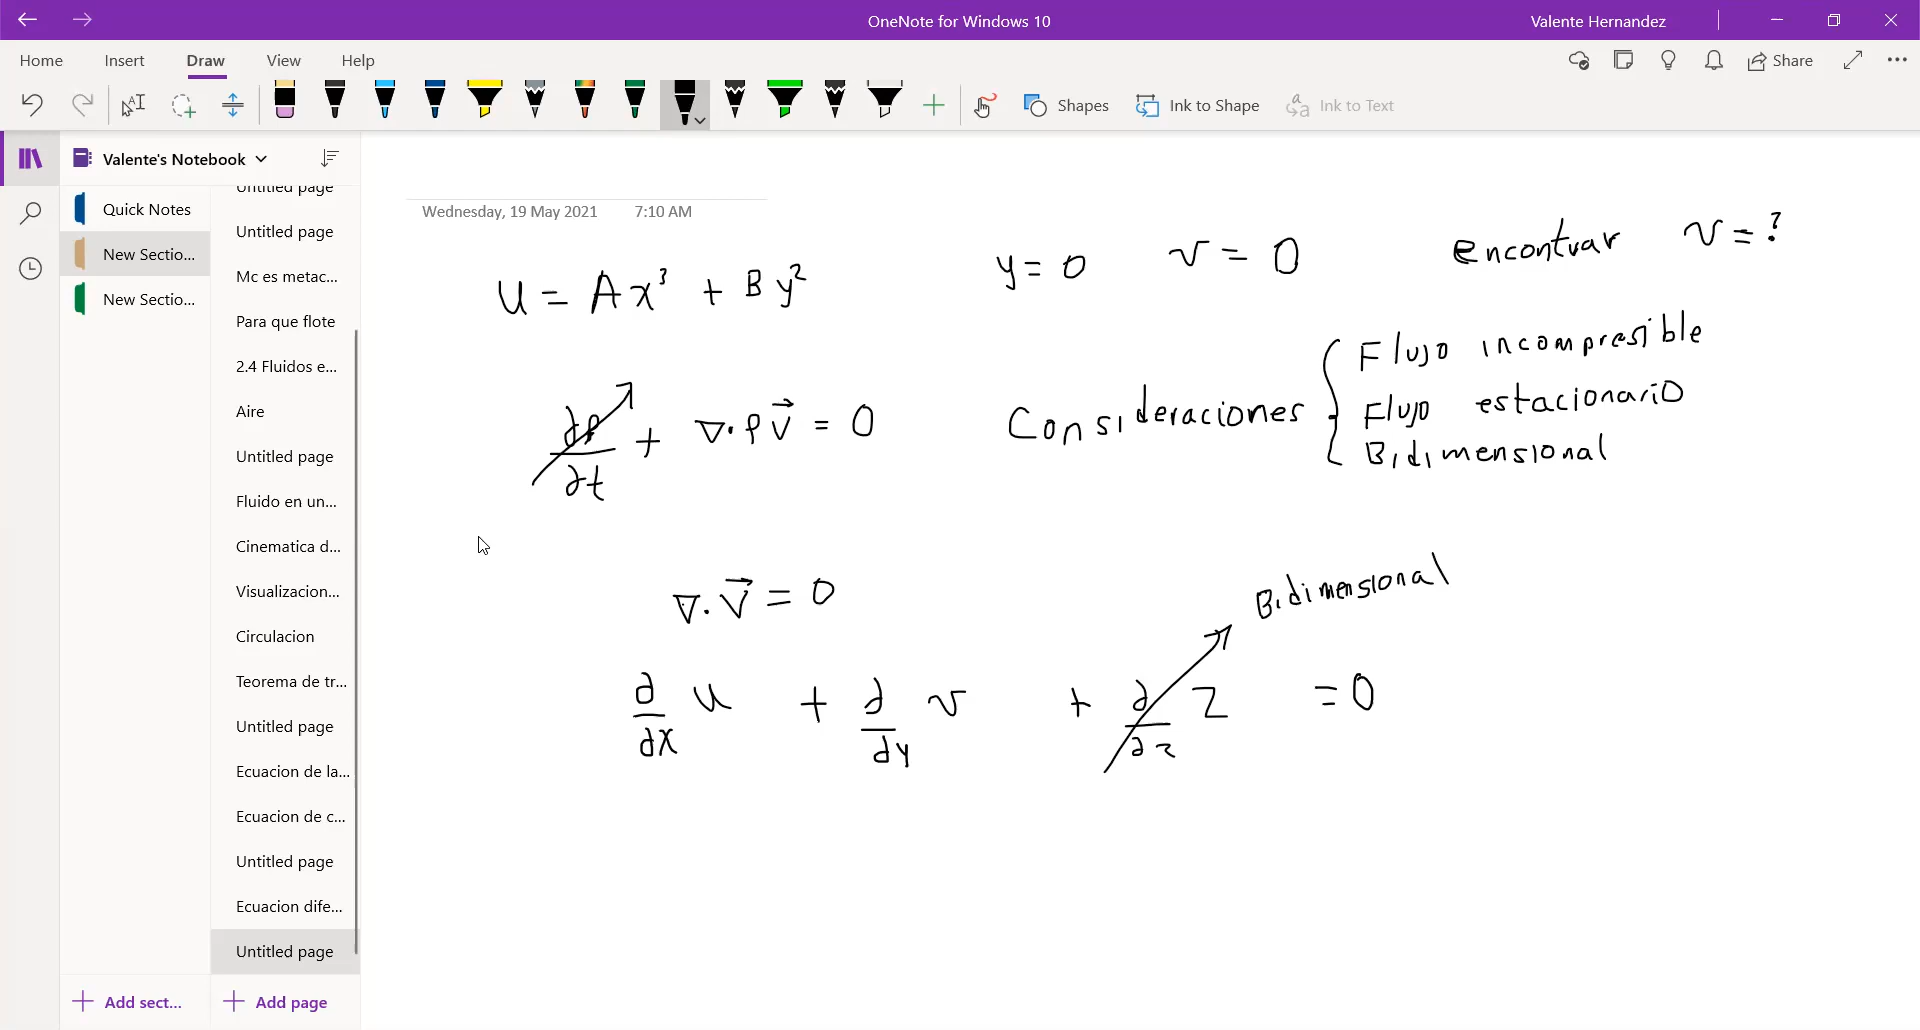 OneNote for Windows 10
Valente Hernandez
Home Insert Draw View Help
Share
Shapes
Ink to Shape
Ink to Text
Valente's Notebook
Quick Notes
New Sectio...
New Sectio...
Untitled page
Untitled page
Mc es metac...
Para que flote
2.4 Fluidos e...
Aire
Untitled page
Fluido en un...
Cinematica d...
Visualizacion...
Circulacion
Teorema de tr...
Untitled page
Ecuacion de la...
Ecuacion de c...
Untitled page
Ecuacion dife...
Untitled page
+ Add sect...
+ Add page
Wednesday, 19 May 2021 7:10 AM
u = Ax³ + By²
y = 0 v = 0
encontrar v = ?
∂ρ/∂t + ∇·ρV⃗ = 0
Consideraciones {
Flujo incompresible
Flujo estacionario
Bidimensional
∇·V⃗ = 0
Bidimensional
∂/∂x u + ∂/∂y v + ∂/∂z z = 0